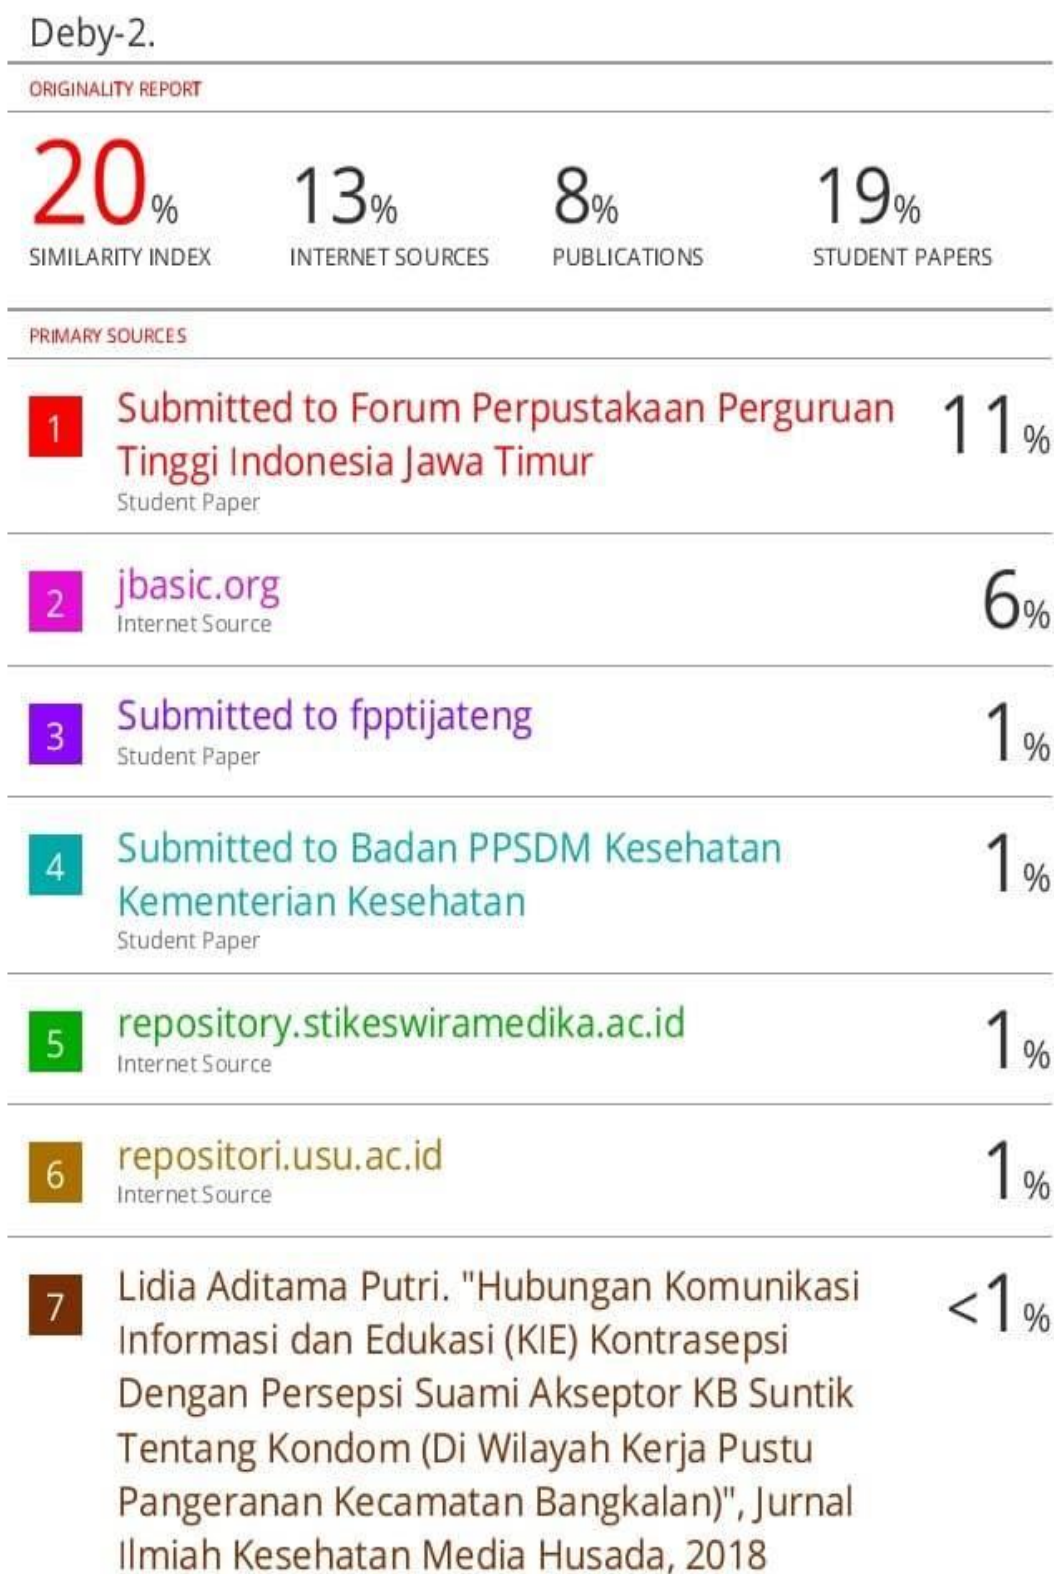 Deby-2.
ORIGINALITY REPORT
20% 13% 8% 19%
SIMILARITY INDEX INTERNET SOURCES PUBLICATIONS STUDENT PAPERS
PRIMARY SOURCES
1 Submitted to Forum Perpustakaan Perguruan 11%
Tinggi Indonesia Jawa Timur
Student Paper
2 jbasic.org 6%
Internet Source
3 Submitted to fpptijateng 1%
Student Paper
4 Submitted to Badan PPSDM Kesehatan 1%
Kementerian Kesehatan
Student Paper
5 repository.stikeswiramedika.ac.id 1%
Internet Source
6 repositori.usu.ac.id 1%
Internet Source
7 Lidia Aditama Putri. "Hubungan Komunikasi <1%
Informasi dan Edukasi (KIE) Kontrasepsi
Dengan Persepsi Suami Akseptor KB Suntik
Tentang Kondom (Di Wilayah Kerja Pustu
Pangeranan Kecamatan Bangkalan)", Jurnal
Ilmiah Kesehatan Media Husada, 2018